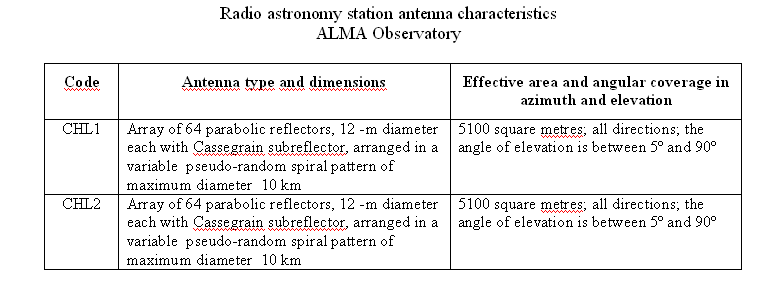 Radio astronomy station antenna characteristics
ALMA Observatory
Code
Antenna type and dimensions
Effective area and angular coverage in
azimuth and elevation
CHL1
Array of 64 parabolic reflectors, 12 -m diameter
each with Cassegrain subreflector, arranged in a
variable pseudo-random spiral pattern of
maximum diameter 10 km
5100 square metres; all directions; the
angle of elevation is between 5° and 90°
CHL2
Array of 64 parabolic reflectors, 12 -m diameter
each with Cassegrain subreflector, arranged in a
variable pseudo-random spiral pattern of
maximum diameter 10 km
5100 square metres; all directions; the
angle of elevation is between 5° and 90°